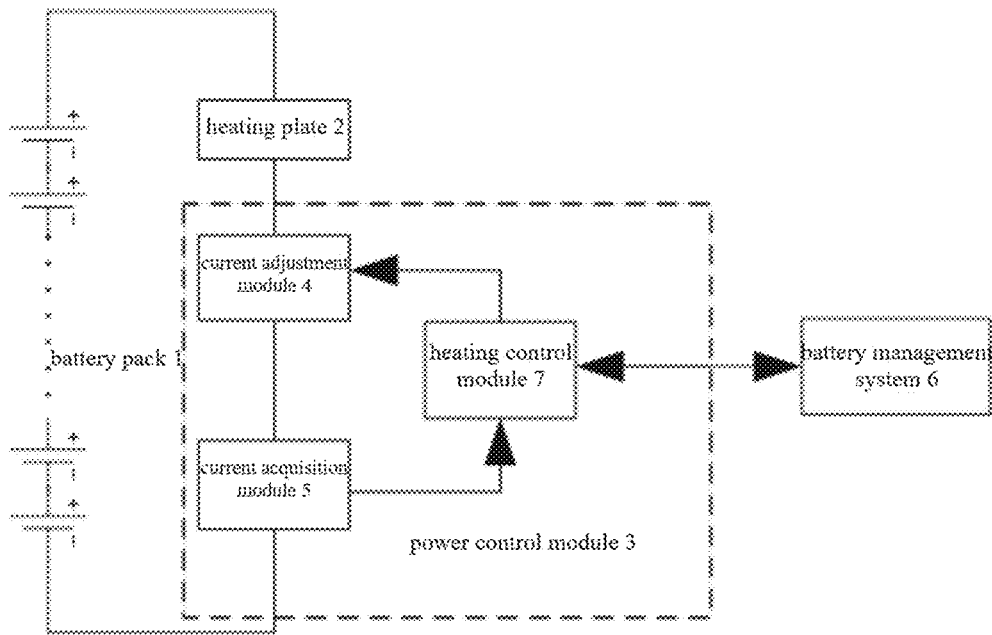 heating plate 2
current adjustment
module 4
battery pack 1
heating control
module 7
battery management
system 6
current acquisition
module 5
power control module 3